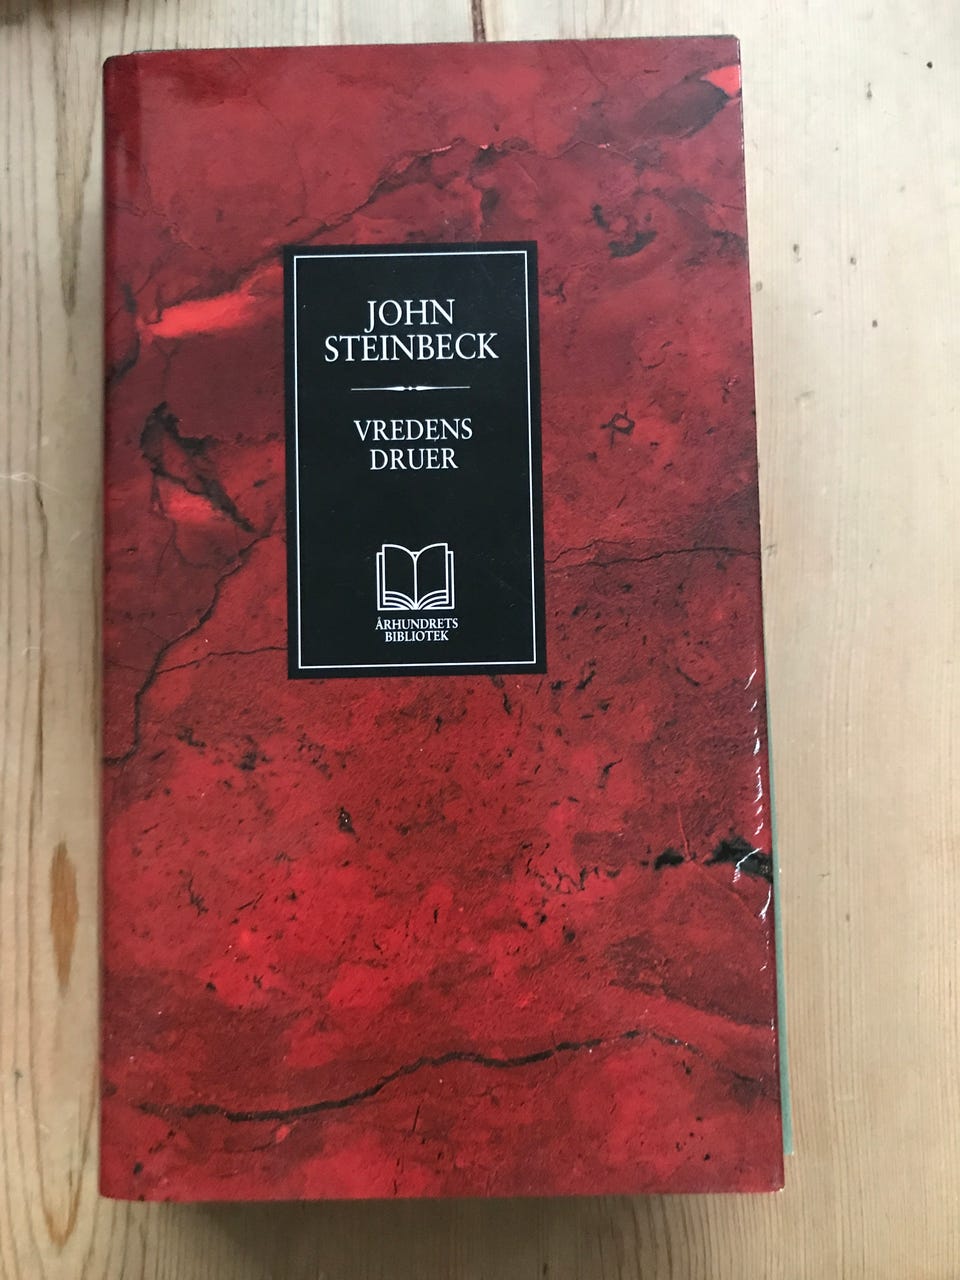 JOHN
STEINBECK
VREDENS
DRUER
ÅRHUNDRETS
BIBLIOTEK